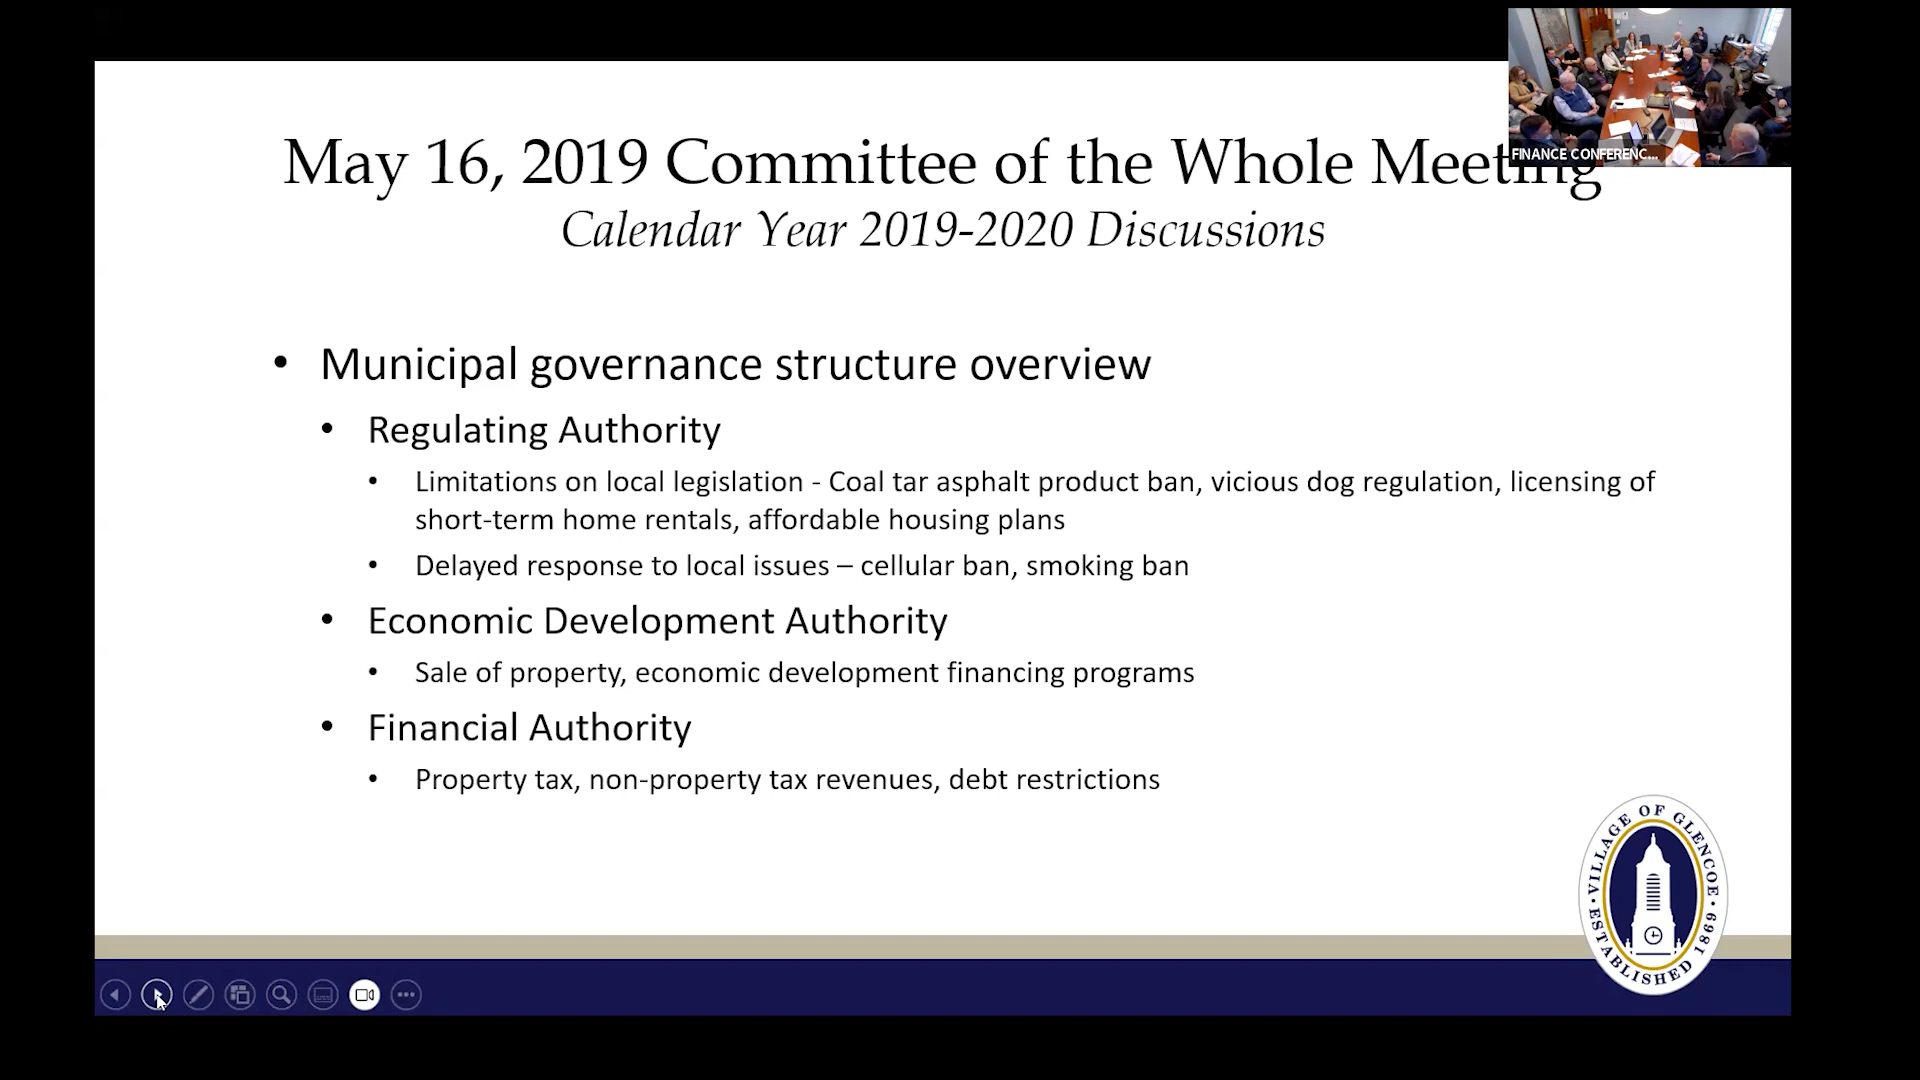 May 16, 2019 Committee of the Whole Meeting
Calendar Year 2019-2020 Discussions
FINANCE CONFERENC...
• Municipal governance structure overview
• Regulating Authority
• Limitations on local legislation - Coal tar asphalt product ban, vicious dog regulation, licensing of
short-term home rentals, affordable housing plans
• Delayed response to local issues – cellular ban, smoking ban
• Economic Development Authority
• Sale of property, economic development financing programs
• Financial Authority
• Property tax, non-property tax revenues, debt restrictions
VILLAGE OF GLENCOE
• ESTABLISHED 1869 •